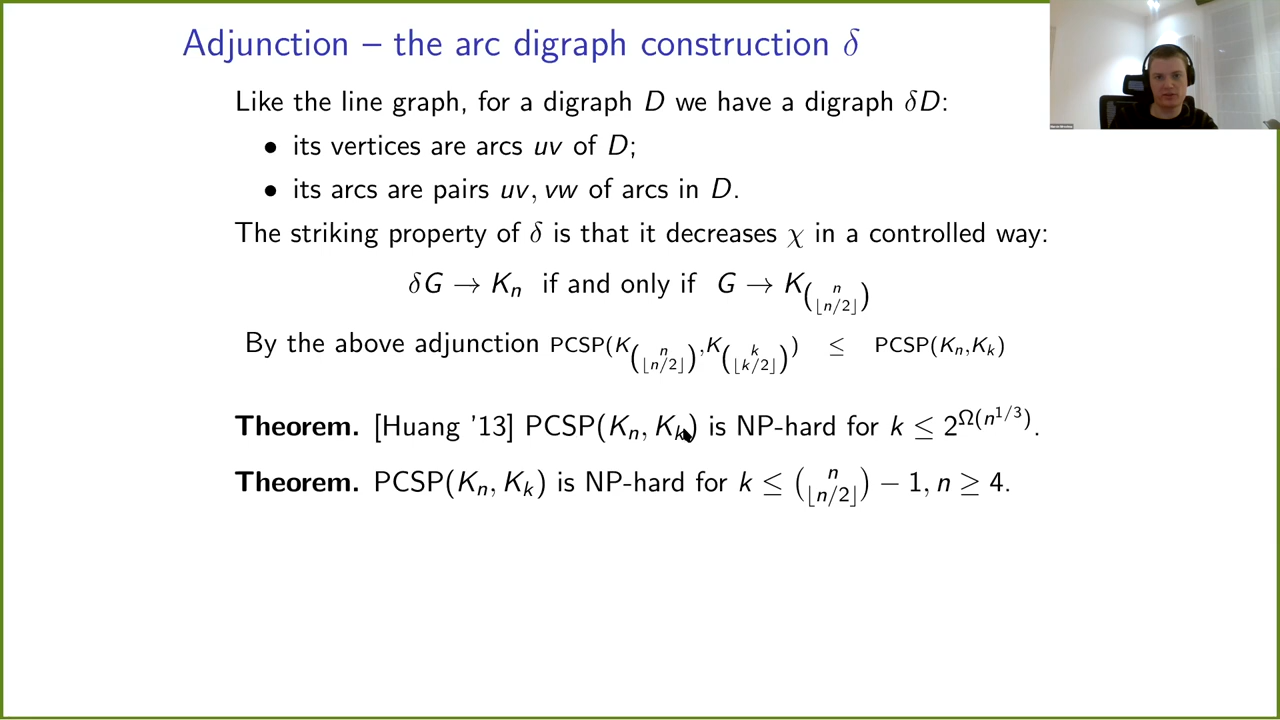 Adjunction – the arc digraph construction δ
Like the line graph, for a digraph D we have a digraph δD:
• its vertices are arcs uv of D;
• its arcs are pairs uv, vw of arcs in D.
The striking property of δ is that it decreases χ in a controlled way:
δG → K_n if and only if G → K_{\binom{n}{⌊n/2⌋}}
By the above adjunction PCSP(K_{\binom{n}{⌊n/2⌋}}, K_{\binom{k}{⌊k/2⌋}}) ≤ PCSP(K_n, K_k)
Theorem. [Huang '13] PCSP(K_n, K_k) is NP-hard for k ≤ 2^{Ω(n^{1/3})}.
Theorem. PCSP(K_n, K_k) is NP-hard for k ≤ \binom{n}{⌊n/2⌋} − 1, n ≥ 4.